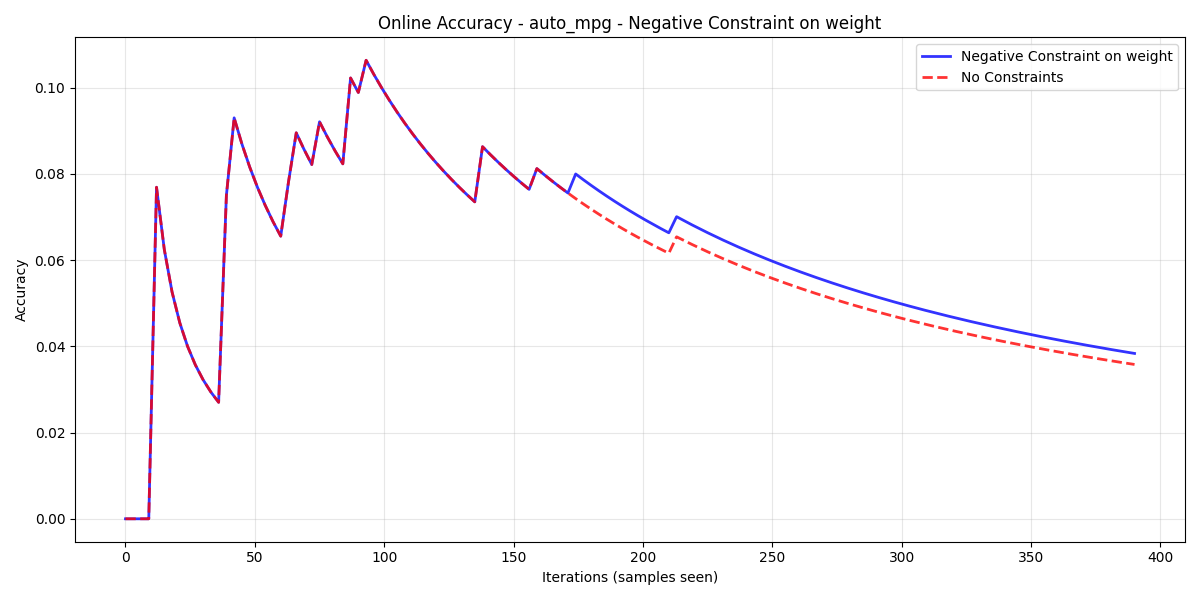 Online Accuracy - auto_mpg - Negative Constraint on weight
Negative Constraint on weight
No Constraints
Accuracy
0.10
0.08
0.06
0.04
0.02
0.00
0 50 100 150 200 250 300 350 400
Iterations (samples seen)